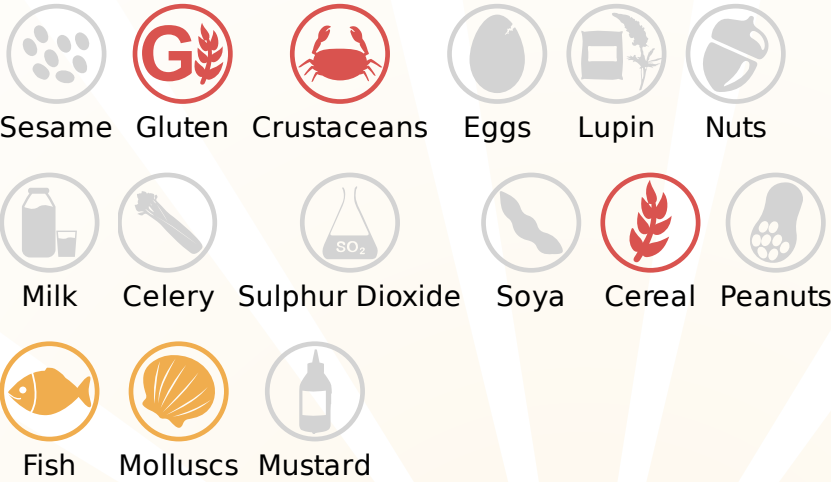 G
Sesame Gluten Crustaceans Eggs Lupin Nuts
SO₂
Milk Celery Sulphur Dioxide Soya Cereal Peanuts
Fish Molluscs Mustard